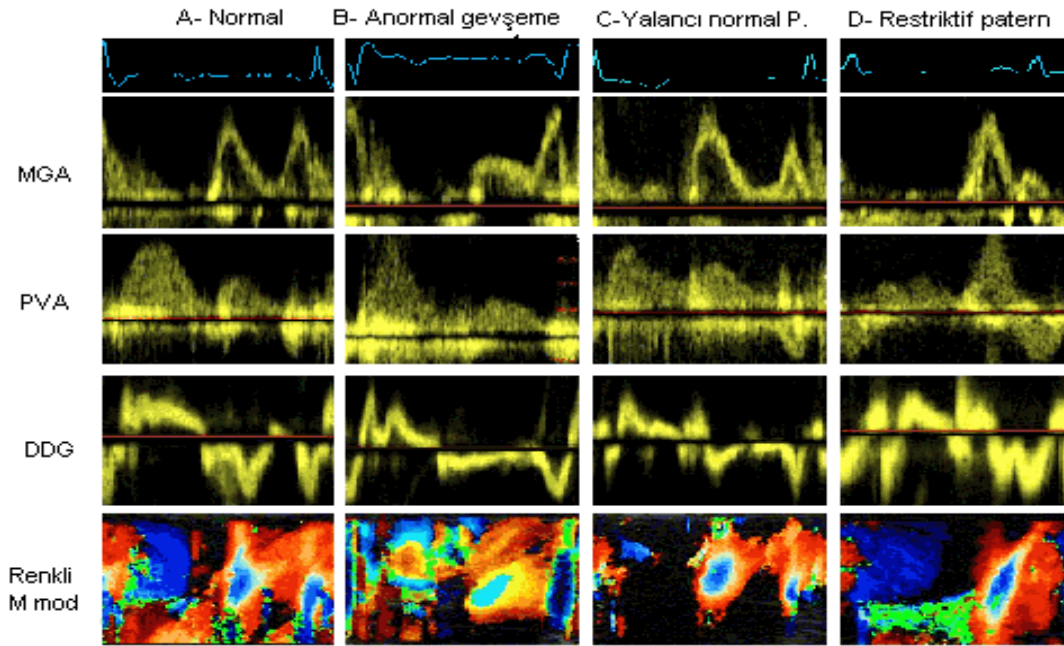 A- Normal
B- Anormal gevşeme
C-Yalancı normal P.
D- Restriktif patern
MGA
PVA
DDG
Renkli
M mod